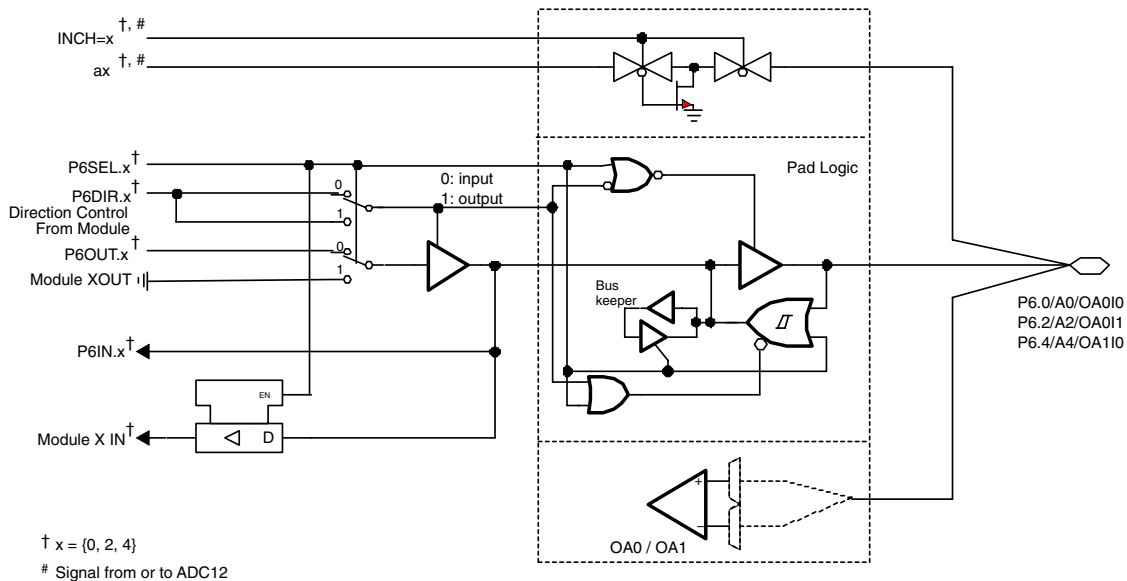 INCH=x †, #
ax †, #
P6SEL.x†
P6DIR.x†
Direction Control
From Module
P6OUT.x†
Module XOUT
P6IN.x†
Module X IN†
0
1
0
1
0: input
1: output
EN
D
Pad Logic
Bus
keeper
+
−
OA0 / OA1
P6.0/A0/OA0I0
P6.2/A2/OA0I1
P6.4/A4/OA1I0
† x = {0, 2, 4}
# Signal from or to ADC12